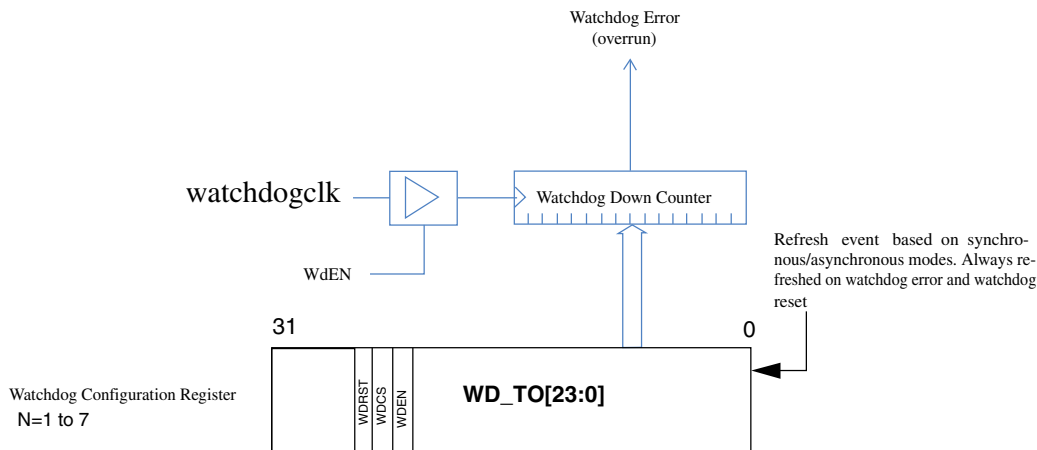 Watchdog Error
(overrun)
watchdogclk
Watchdog Down Counter
WdEN
Refresh event based on synchro-
nous/asynchronous modes. Always re-
freshed on watchdog error and watchdog
reset
31
0
Watchdog Configuration Register
N=1 to 7
WDRST
WDCS
WDEN
WD_TO[23:0]